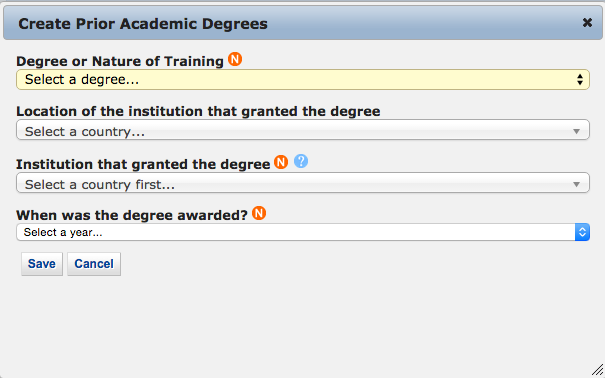 Create Prior Academic Degrees ✖
Degree or Nature of Training N
Select a degree...
Location of the institution that granted the degree
Select a country...
Institution that granted the degree N ?
Select a country first...
When was the degree awarded? N
Select a year...
Save Cancel